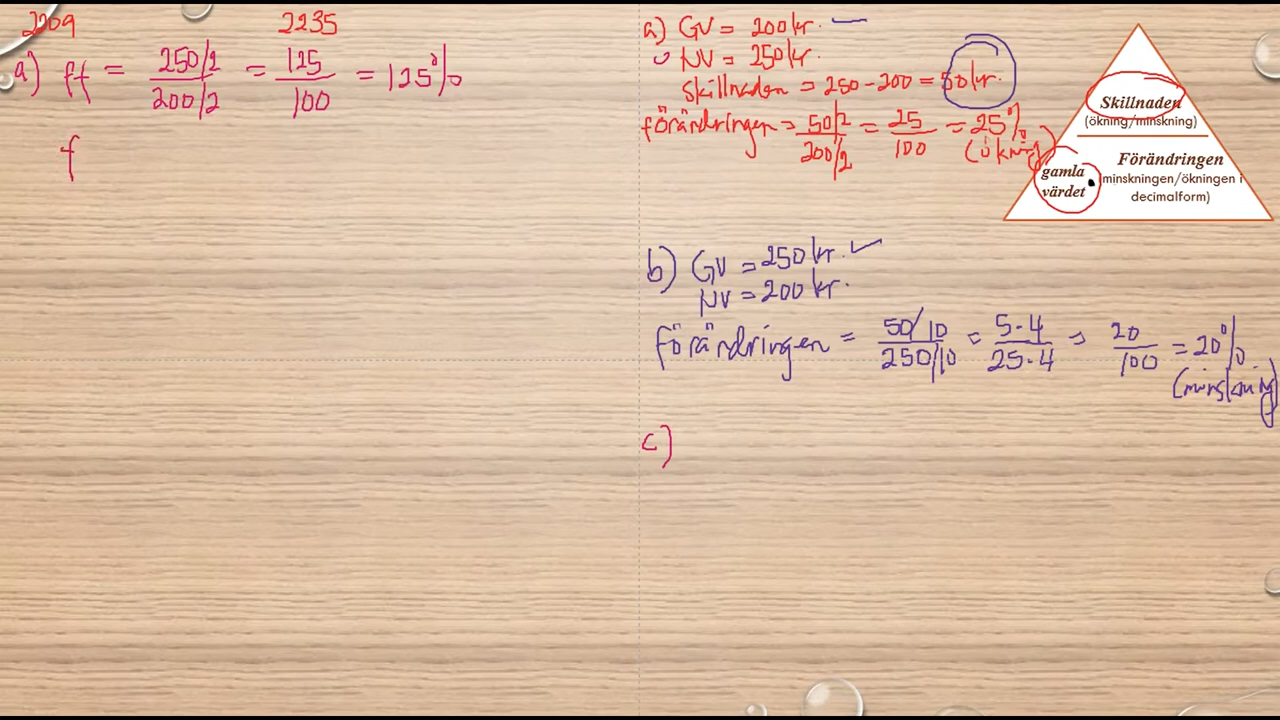 2209 2235
a) ff = 250/2 / 200/2 = 125 / 100 = 125%
f
a) GV = 200 kr.
NV = 250 kr.
Skillnaden = 250 - 200 = 50 kr.
förändringen = 50/2 / 200/2 = 25 / 100 = 25%
(ökning)
Skillnaden
(ökning/minskning)
gamla
värdet
Förändringen
(minskningen/ökningen i
decimalform)
b) GV = 250 kr.
NV = 200 kr.
Förändringen = 50/10 / 250/10 = 5·4 / 25·4 = 20 / 100 = 20%
(minskning)
c)